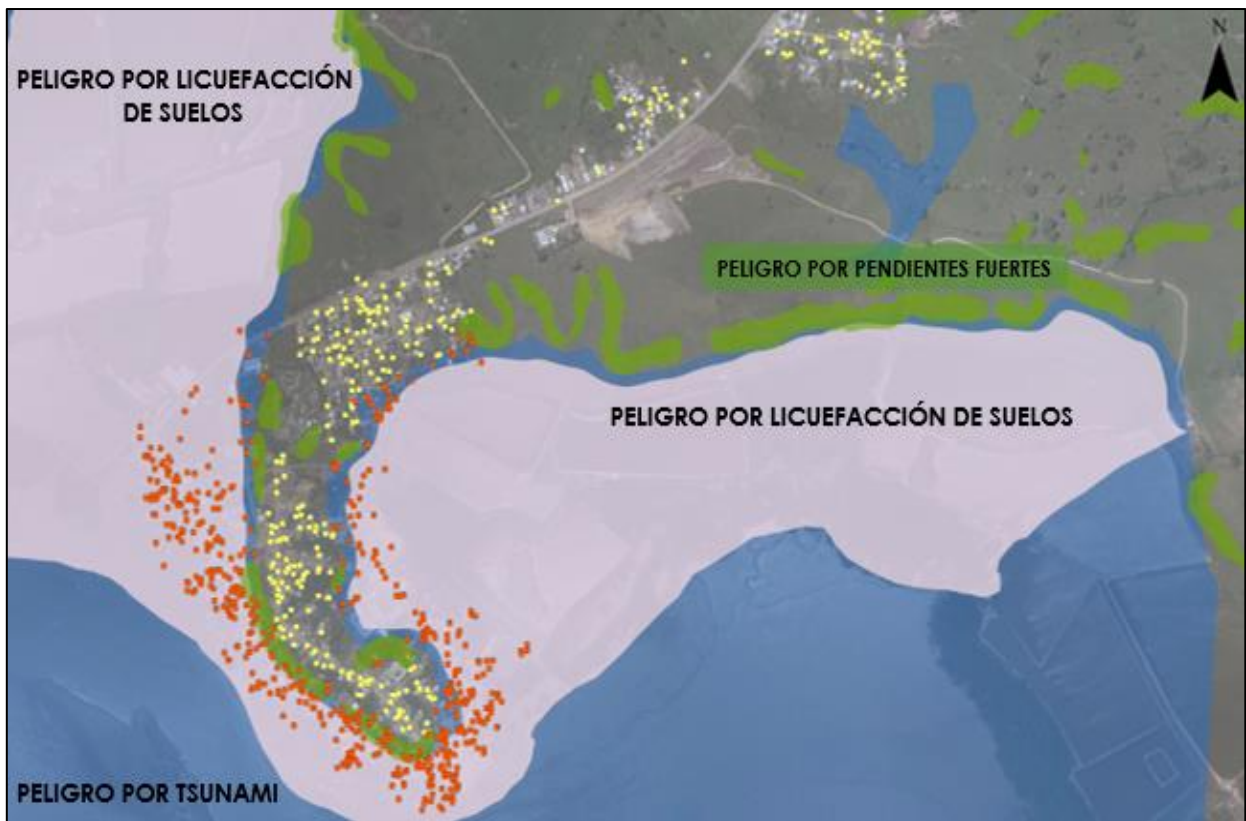 N
PELIGRO POR LICUEFACCIÓN
DE SUELOS
PELIGRO POR PENDIENTES FUERTES
PELIGRO POR LICUEFACCIÓN DE SUELOS
PELIGRO POR TSUNAMI